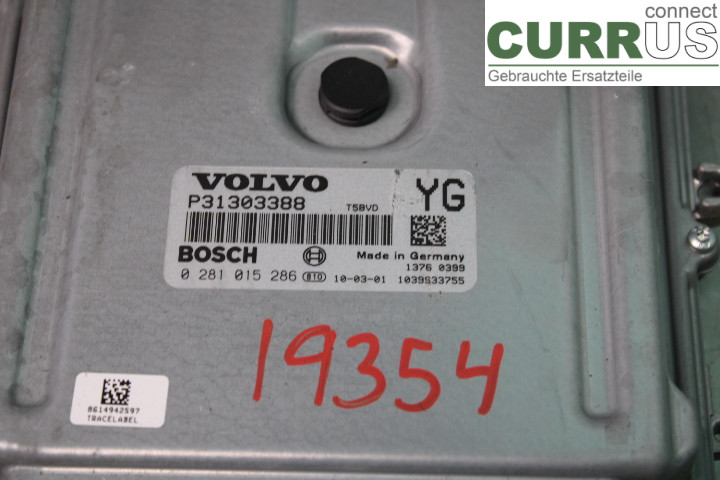 connect
CURRUS
Gebrauchte Ersatzteile
VOLVO
YG
P31303388
T5BVD
BOSCH
Made in Germany
1376 0399
0 281 015 286 BIO 10-03-01 1039S33755
19354
8614942597
TRACELABEL